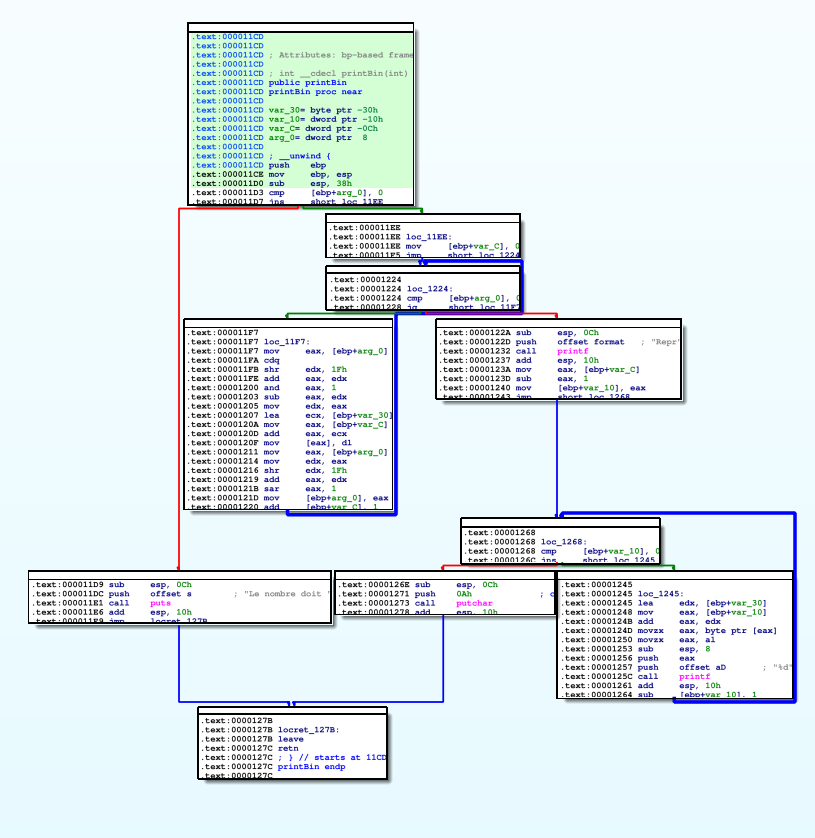 .text:000011CD
.text:000011CD
.text:000011CD ; Attributes: bp-based frame
.text:000011CD
.text:000011CD ; int __cdecl printBin(int)
.text:000011CD public printBin
.text:000011CD printBin proc near
.text:000011CD
.text:000011CD var_30= byte ptr -30h
.text:000011CD var_10= dword ptr -10h
.text:000011CD var_C= dword ptr -0Ch
.text:000011CD arg_0= dword ptr  8
.text:000011CD
.text:000011CD ; __unwind {
.text:000011CD push    ebp
.text:000011CE mov     ebp, esp
.text:000011D0 sub     esp, 38h
.text:000011D3 cmp     [ebp+arg_0], 0
.text:000011D7 jns     short loc_11EE
.text:000011EE
.text:000011EE loc_11EE:
.text:000011EE mov     [ebp+var_C], 0
.text:000011F5 jmp     short loc_1224
.text:00001224
.text:00001224 loc_1224:
.text:00001224 cmp     [ebp+arg_0], 0
.text:00001228 jg      short loc_11F7
.text:000011F7
.text:000011F7 loc_11F7:
.text:000011F7 mov     eax, [ebp+arg_0]
.text:000011FA cdq
.text:000011FB shr     edx, 1Fh
.text:000011FE add     eax, edx
.text:00001200 and     eax, 1
.text:00001203 sub     eax, edx
.text:00001205 mov     edx, eax
.text:00001207 lea     ecx, [ebp+var_30]
.text:0000120A mov     eax, [ebp+var_C]
.text:0000120D add     eax, ecx
.text:0000120F mov     [eax], dl
.text:00001211 mov     eax, [ebp+arg_0]
.text:00001214 mov     edx, eax
.text:00001216 shr     edx, 1Fh
.text:00001219 add     eax, edx
.text:0000121B sar     eax, 1
.text:0000121D mov     [ebp+arg_0], eax
.text:00001220 add     [ebp+var_C], 1
.text:0000122A sub     esp, 0Ch
.text:0000122D push    offset format   ; "Repr
.text:00001232 call    printf
.text:00001237 add     esp, 10h
.text:0000123A mov     eax, [ebp+var_C]
.text:0000123D sub     eax, 1
.text:00001240 mov     [ebp+var_10], eax
.text:00001243 jmp     short loc_1268
.text:00001268
.text:00001268 loc_1268:
.text:00001268 cmp     [ebp+var_10], 0
.text:0000126C jns     short loc_1245
.text:000011D9 sub     esp, 0Ch
.text:000011DC push    offset s        ; "Le nombre doit
.text:000011E1 call    puts
.text:000011E6 add     esp, 10h
.text:000011E9 jmp     locret_127B
.text:0000126E sub     esp, 0Ch
.text:00001271 push    0Ah             ; c
.text:00001273 call    putchar
.text:00001278 add     esp, 10h
.text:00001245
.text:00001245 loc_1245:
.text:00001245 lea     edx, [ebp+var_30]
.text:00001248 mov     eax, [ebp+var_10]
.text:0000124B add     eax, edx
.text:0000124D movzx   eax, byte ptr [eax]
.text:00001250 movzx   eax, al
.text:00001253 sub     esp, 8
.text:00001256 push    eax
.text:00001257 push    offset aD       ; "%d"
.text:0000125C call    printf
.text:00001261 add     esp, 10h
.text:00001264 sub     [ebp+var_10], 1
.text:0000127B
.text:0000127B locret_127B:
.text:0000127B leave
.text:0000127C retn
.text:0000127C ; } // starts at 11CD
.text:0000127C printBin endp
.text:0000127C